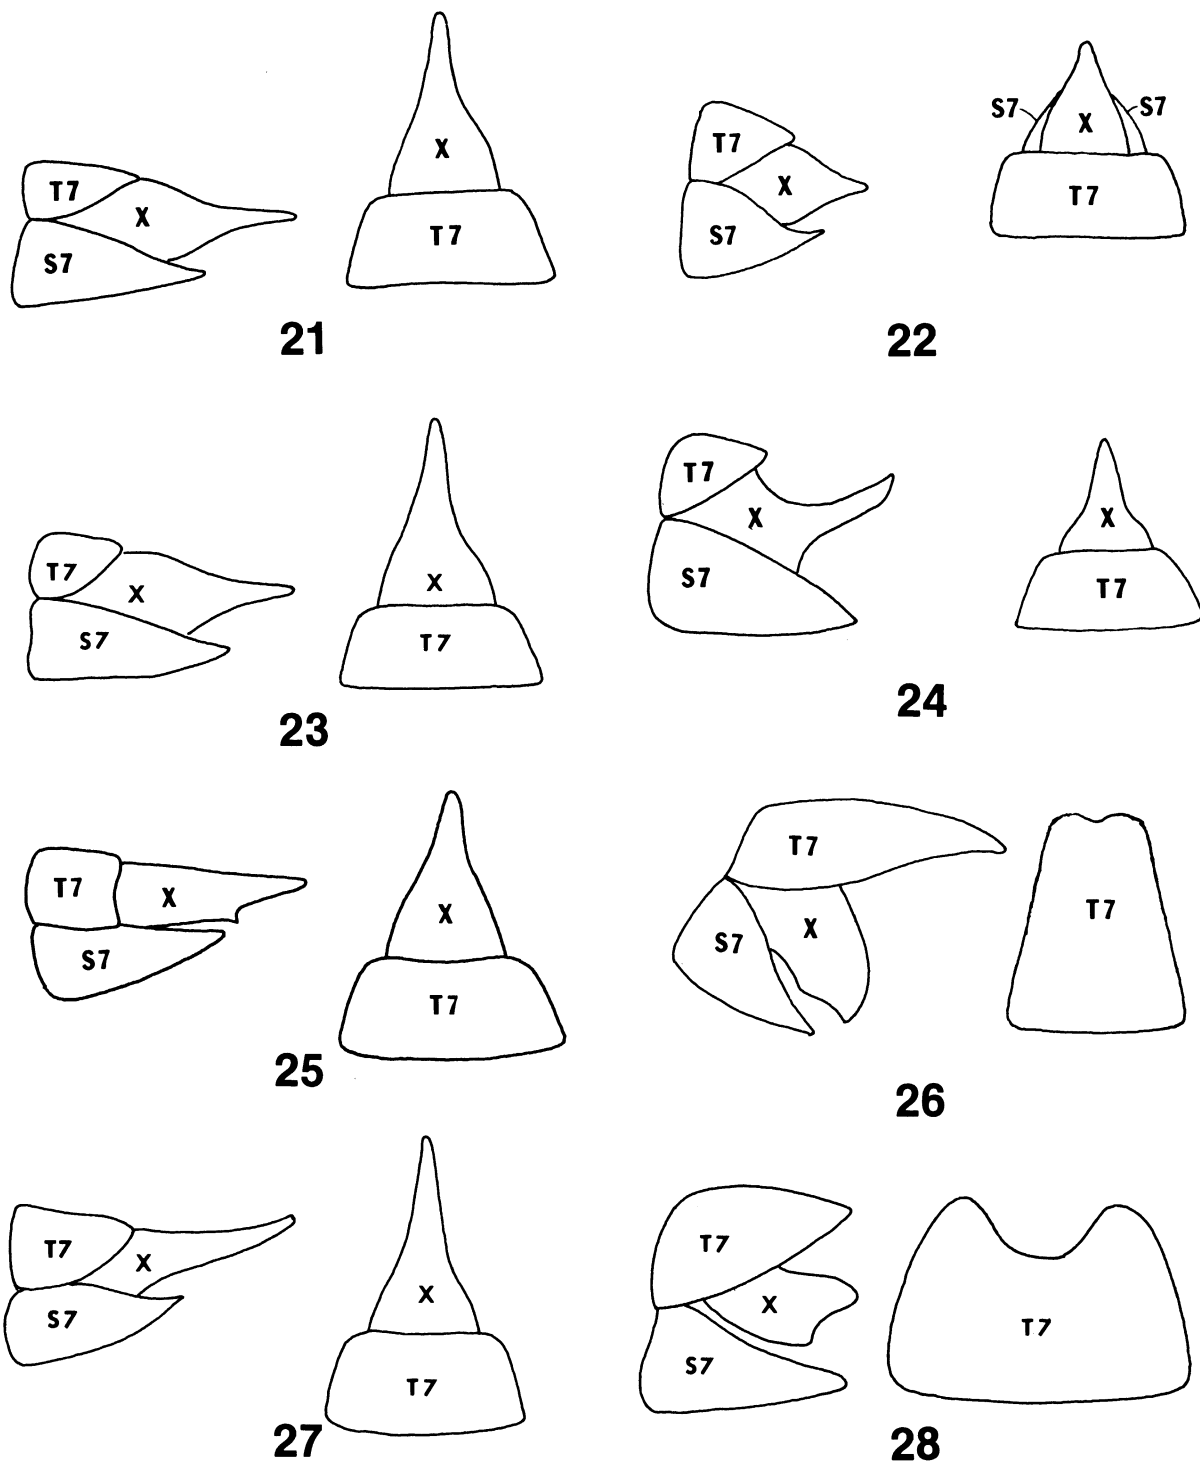 T7 X S7 X T7
21
T7 X S7 S7 S7 X T7
22
T7 X S7 X T7
23
T7 X S7 X T7
24
T7 X S7 X T7
25
T7 S7 X T7
26
T7 X S7 X T7
27
T7 X S7 T7
28